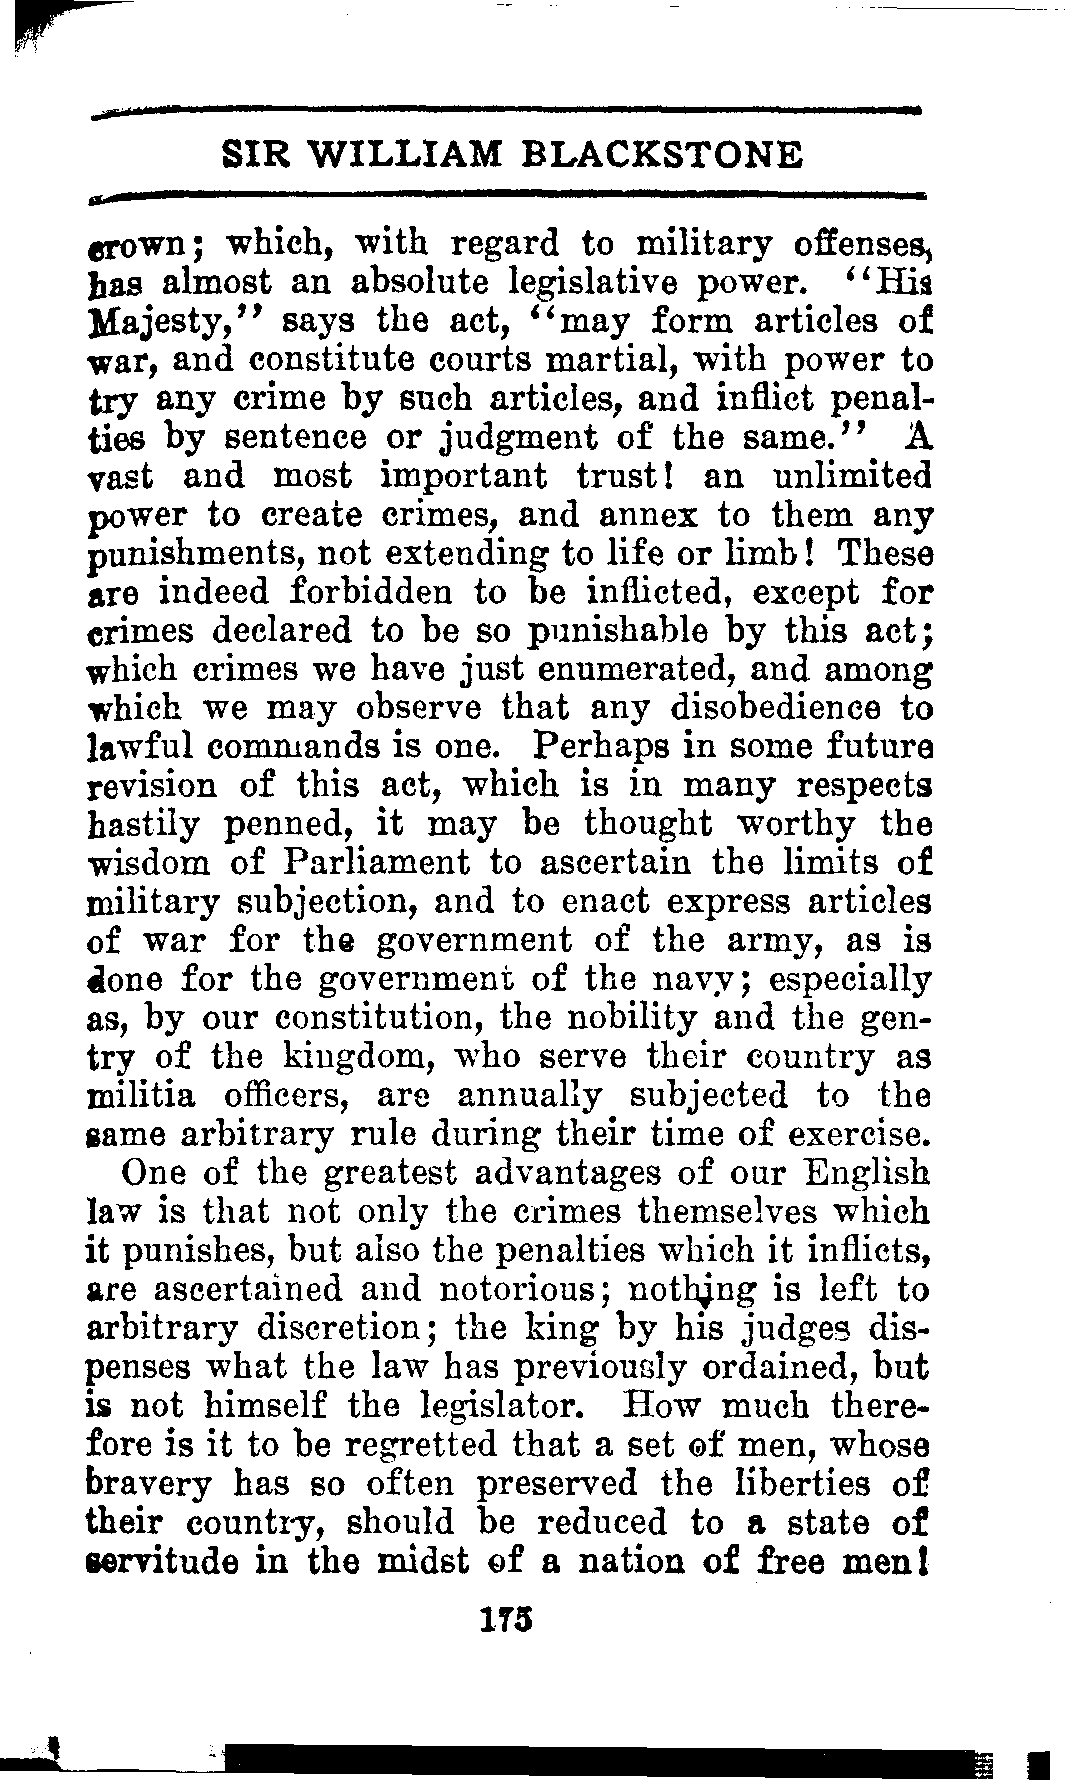 SIR WILLIAM BLACKSTONE
crown; which, with regard to military offenses,
has almost an absolute legislative power. "His
Majesty," says the act, "may form articles of
war, and constitute courts martial, with power to
try any crime by such articles, and inflict penal-
ties by sentence or judgment of the same." A
vast and most important trust! an unlimited
power to create crimes, and annex to them any
punishments, not extending to life or limb! These
are indeed forbidden to be inflicted, except for
crimes declared to be so punishable by this act;
which crimes we have just enumerated, and among
which we may observe that any disobedience to
lawful commands is one. Perhaps in some future
revision of this act, which is in many respects
hastily penned, it may be thought worthy the
wisdom of Parliament to ascertain the limits of
military subjection, and to enact express articles
of war for the government of the army, as is
done for the government of the navy; especially
as, by our constitution, the nobility and the gen-
try of the kingdom, who serve their country as
militia officers, are annually subjected to the
same arbitrary rule during their time of exercise.
One of the greatest advantages of our English
law is that not only the crimes themselves which
it punishes, but also the penalties which it inflicts,
are ascertained and notorious; nothing is left to
arbitrary discretion; the king by his judges dis-
penses what the law has previously ordained, but
is not himself the legislator. How much there-
fore is it to be regretted that a set of men, whose
bravery has so often preserved the liberties of
their country, should be reduced to a state of
servitude in the midst of a nation of free men!
175